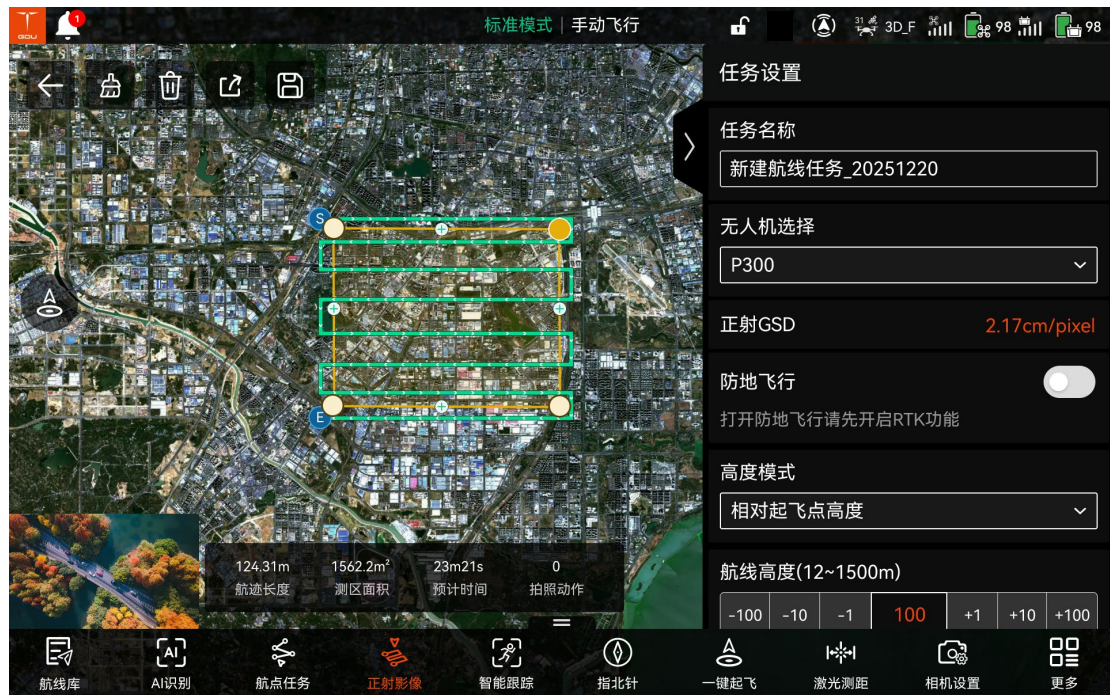 GDU
1
标准模式 | 手动飞行
31 3D_F 98 98
任务设置
任务名称
新建航线任务_20251220
无人机选择
P300
正射GSD 2.17cm/pixel
防地飞行
打开防地飞行请先开启RTK功能
高度模式
相对起飞点高度
航线高度(12~1500m)
-100 -10 -1 100 +1 +10 +100
S
E
124.31m 1562.2m² 23m21s 0
航迹长度 测区面积 预计时间 拍照动作
航线库 AI识别 航点任务 正射影像 智能跟踪 指北针 一键起飞 激光测距 相机设置 更多
AI